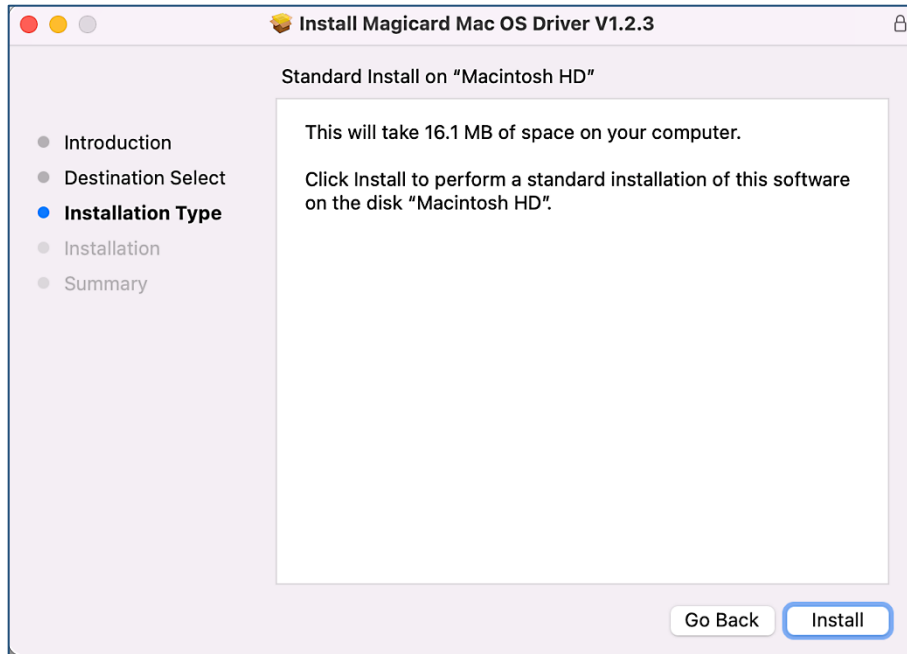 Install Magicard Mac OS Driver V1.2.3
Standard Install on “Macintosh HD”
Introduction
Destination Select
Installation Type
Installation
Summary
This will take 16.1 MB of space on your computer.
Click Install to perform a standard installation of this software
on the disk “Macintosh HD”.
Go Back
Install